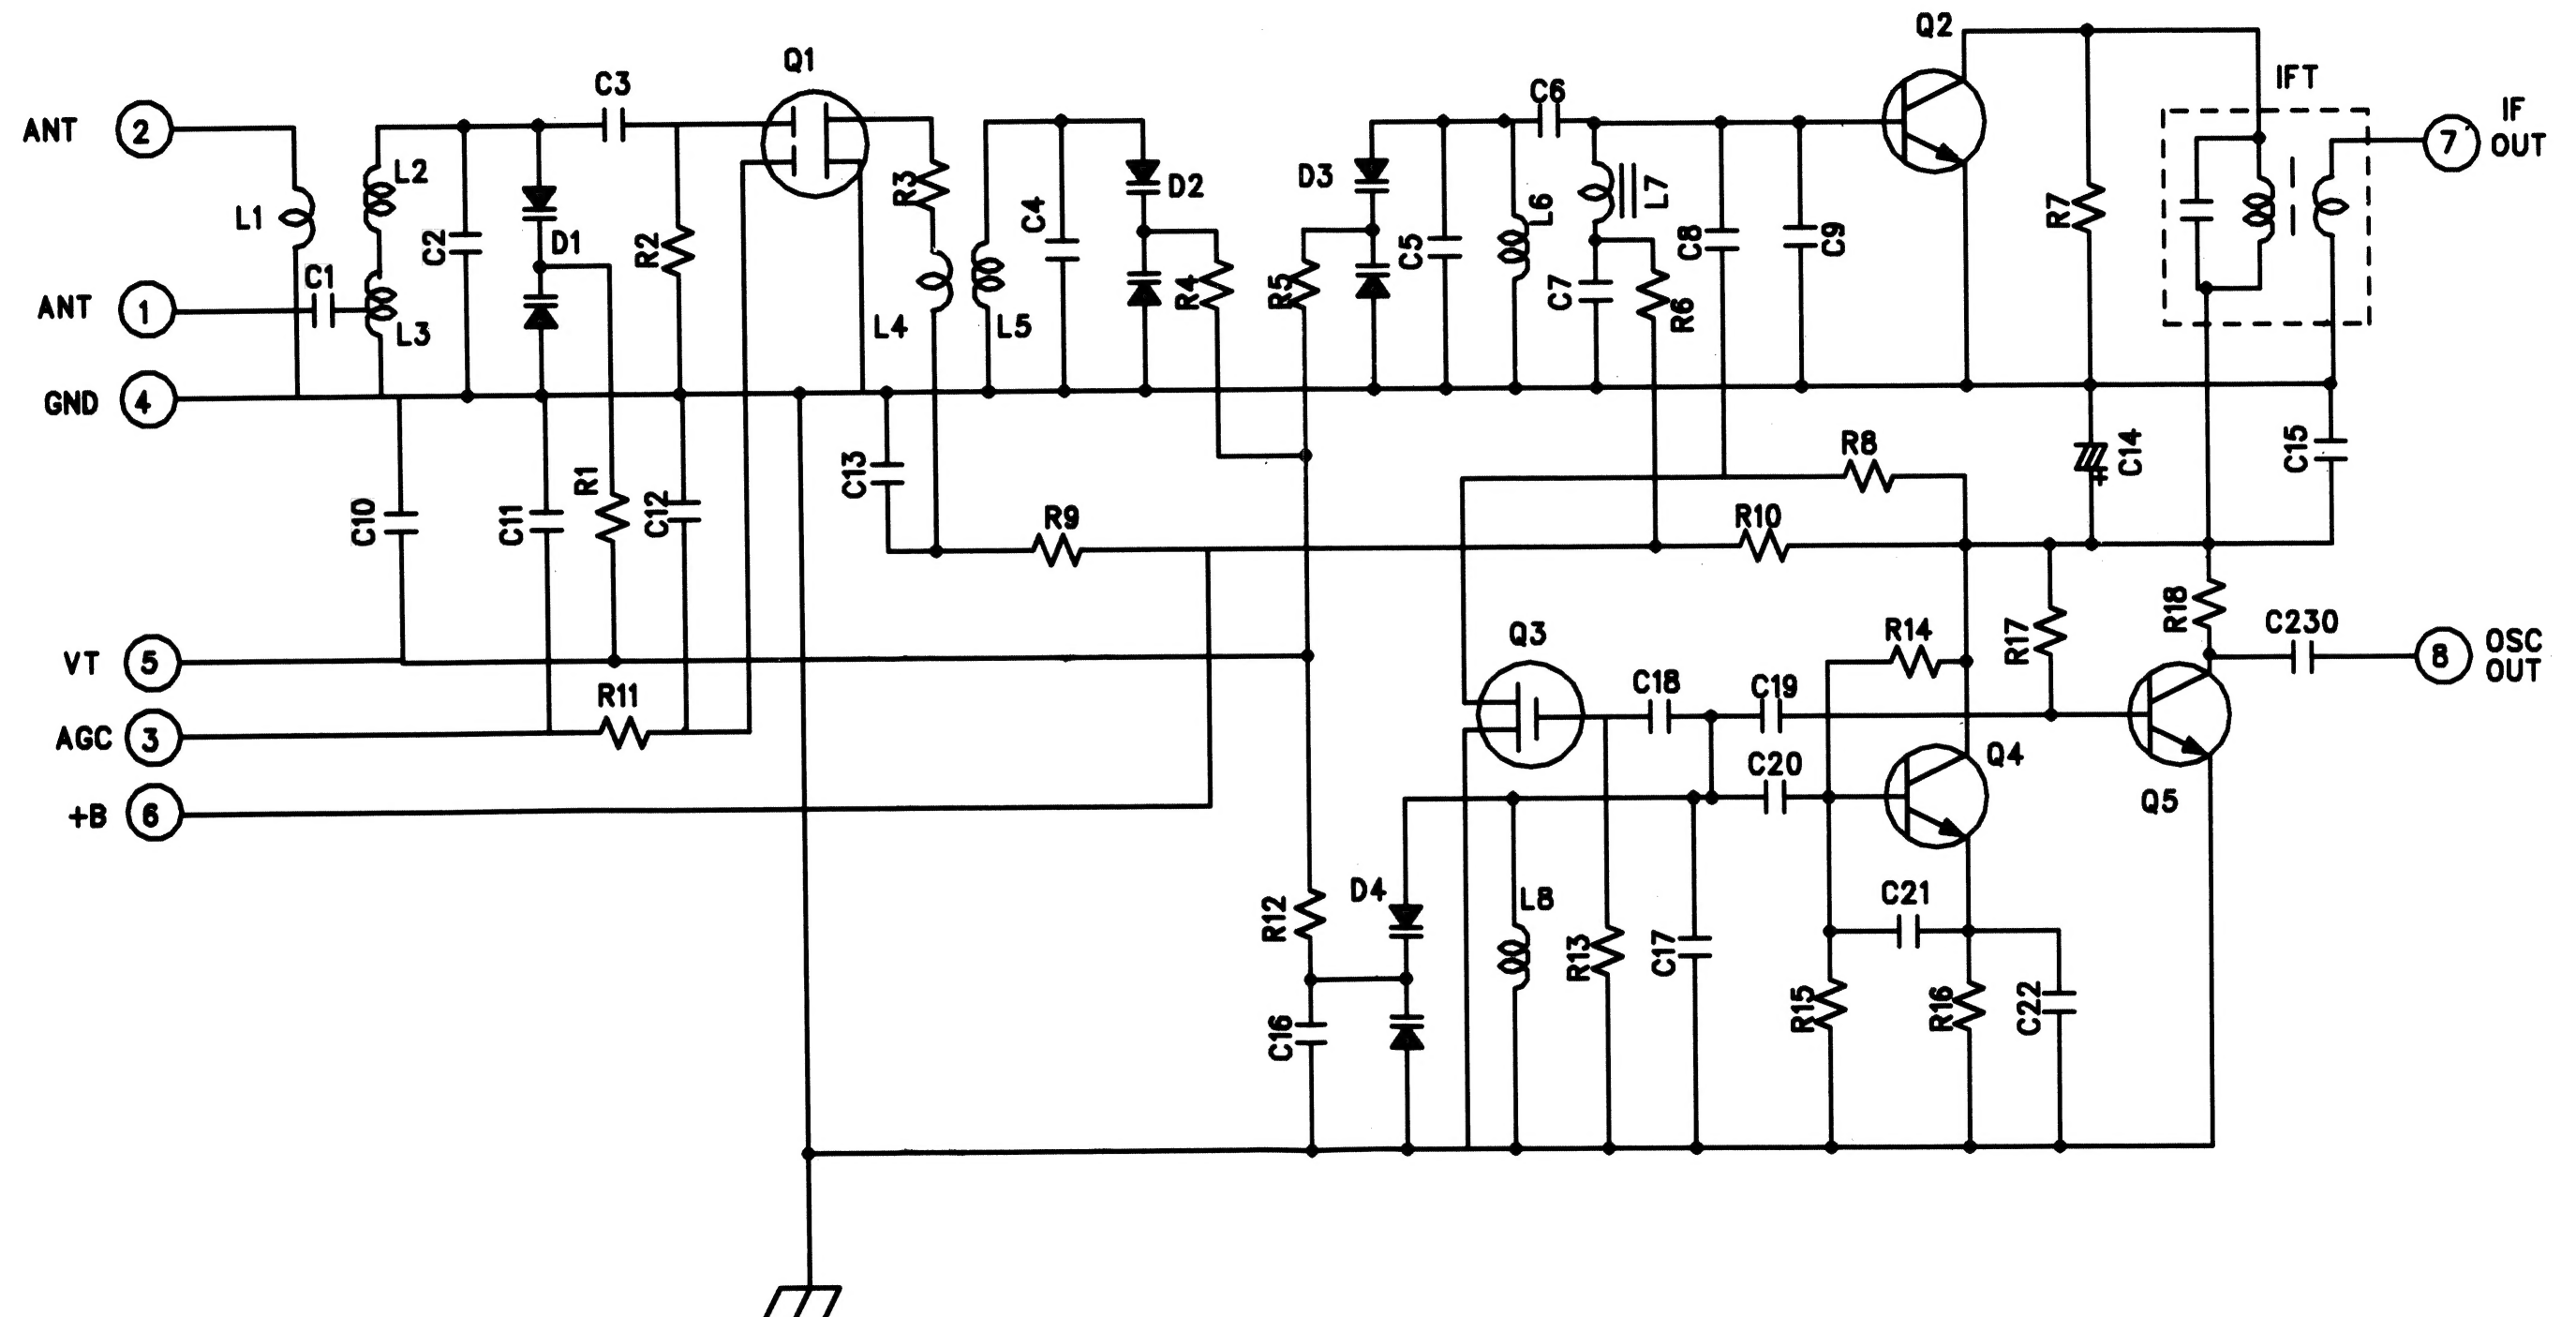 Q2
Q1
C3
C6
IFT
IF
OUT
7
ANT
2
L2
R3
D2
D3
L7
L1
D1
C2
R2
C4
L6
C5
C8
C9
R7
C1
ANT
1
L3
L4
L5
R4
R5
C7
R6
GND
4
R8
C14
+
C15
C13
R1
C10
C11
C12
R9
R10
R18
C230
OSC
OUT
8
R14
R17
Q3
VT
5
C18
C19
R11
AGC
3
C20
Q4
Q5
+B
6
D4
L8
R12
C21
R13
C17
R15
R16
C22
C16